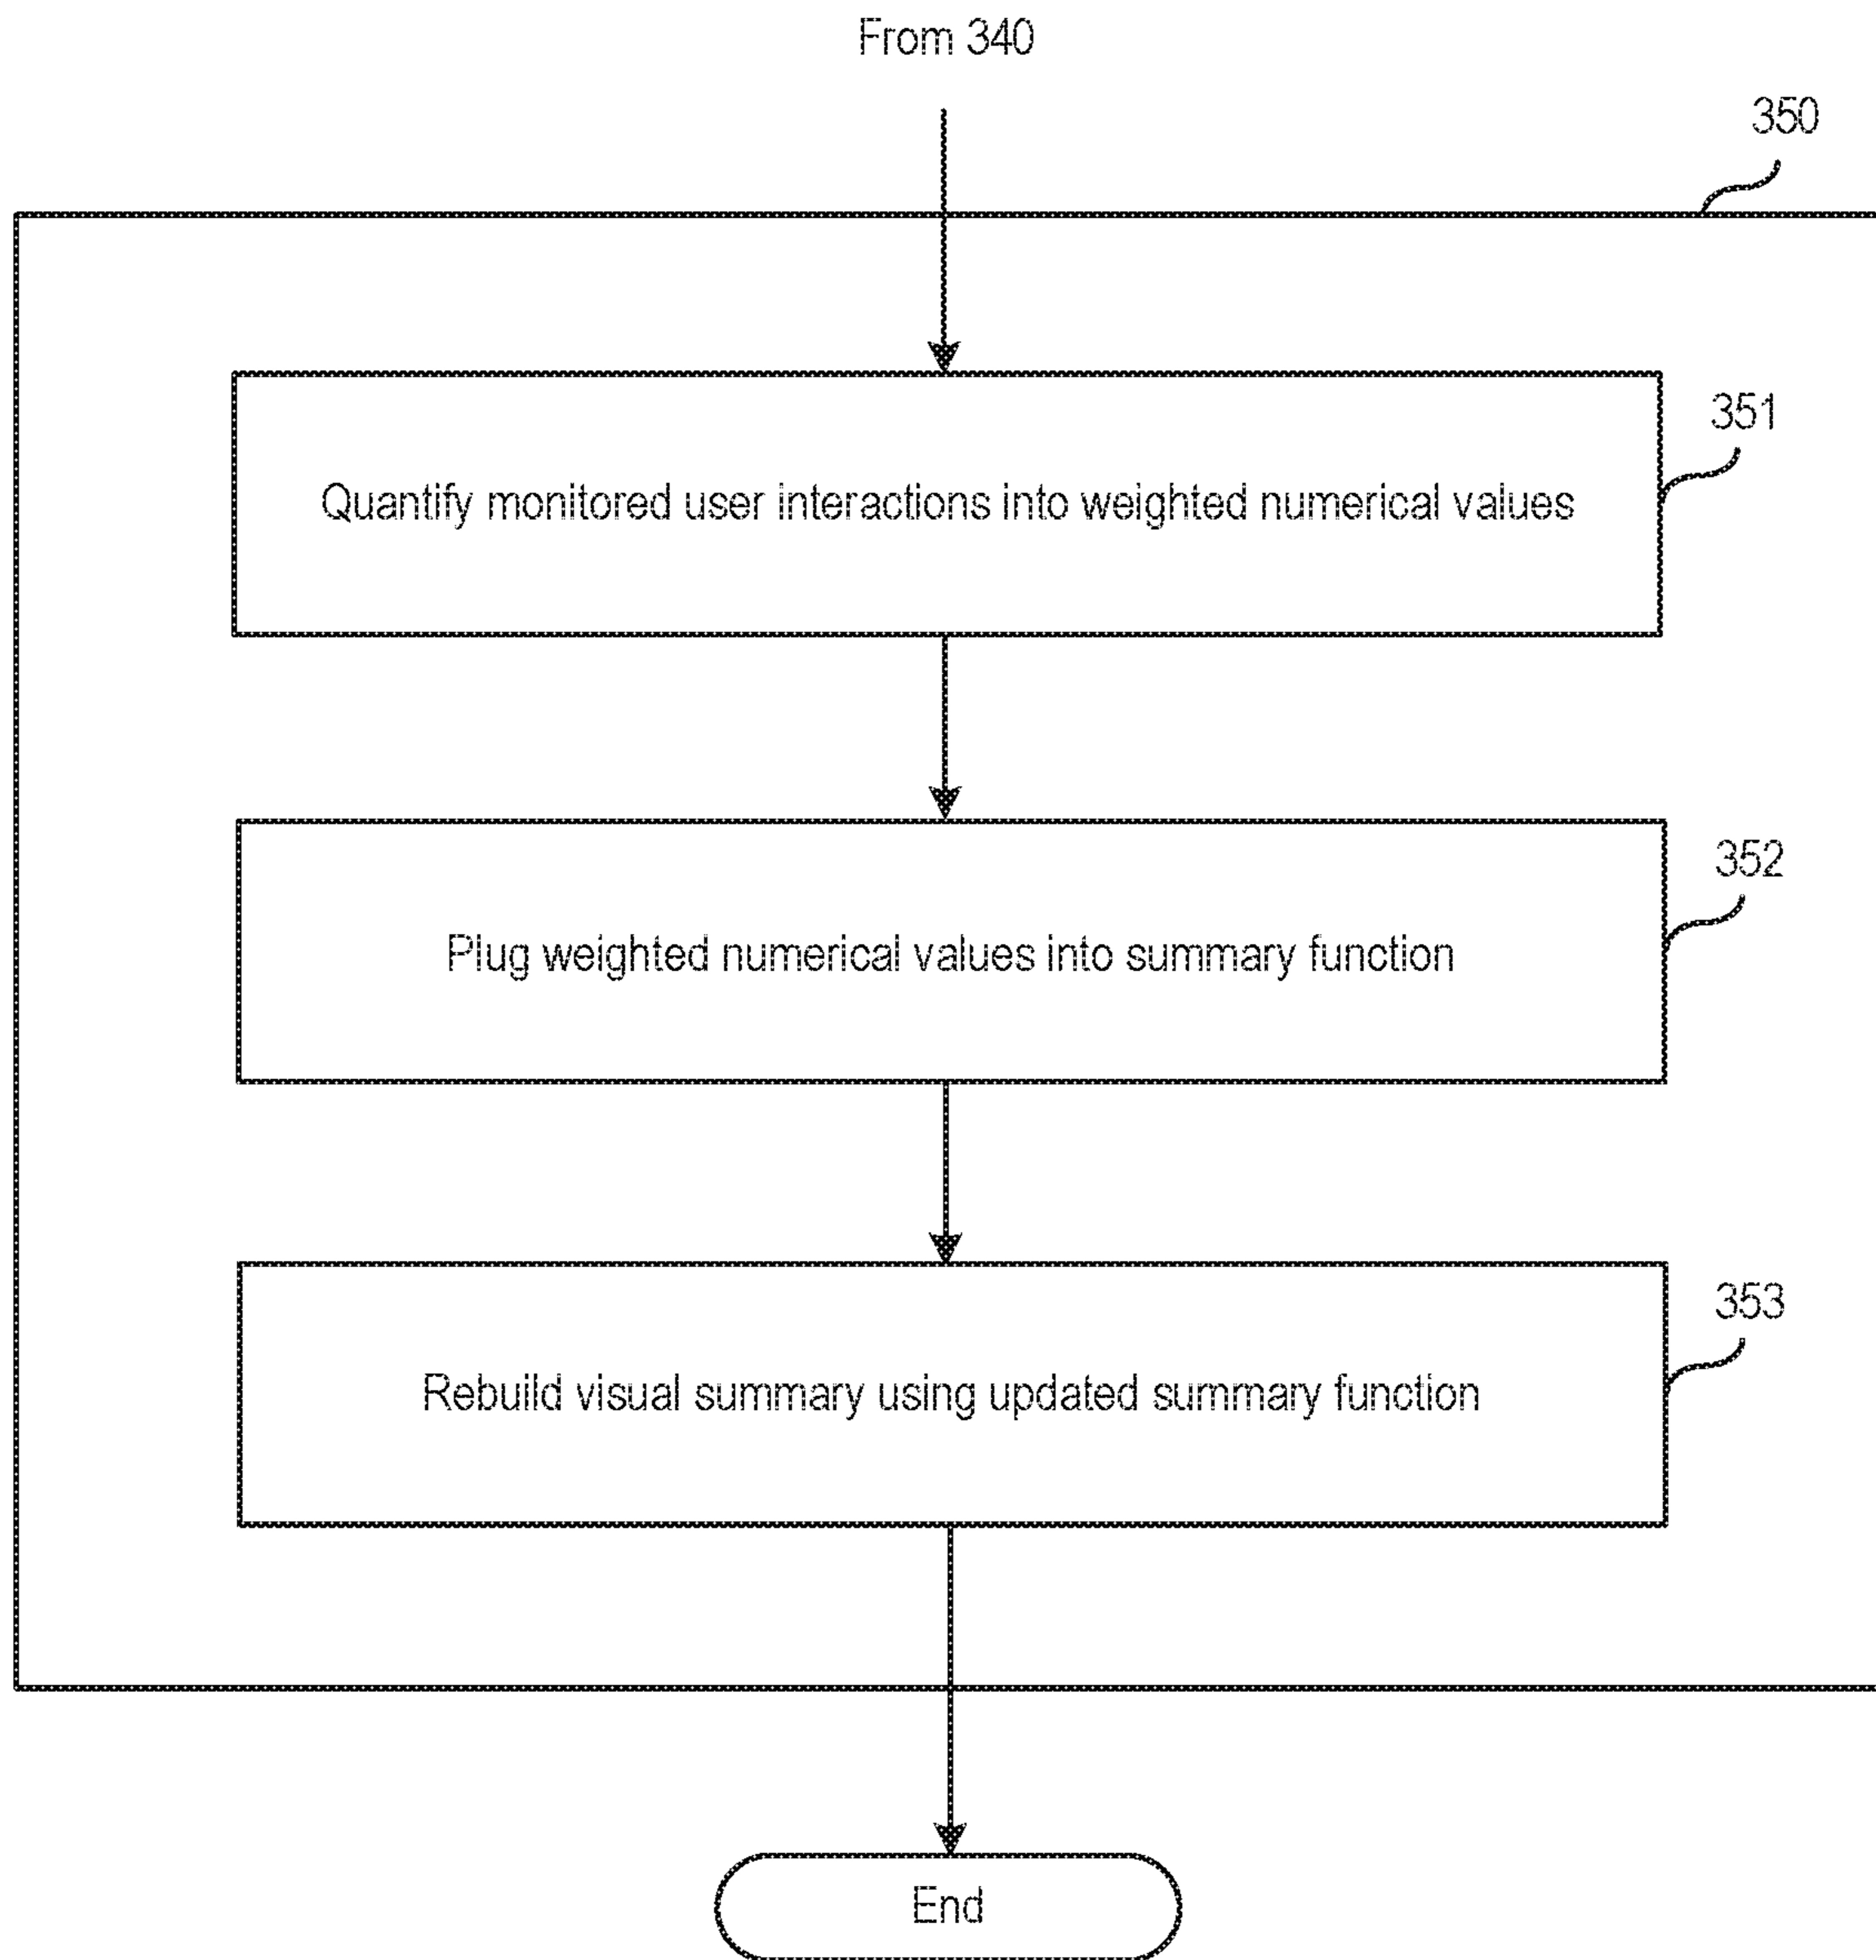 From 340
350
351
Quantify monitored user interactions into weighted numerical values
352
Plug weighted numerical values into summary function
353
Rebuild visual summary using updated summary function
End